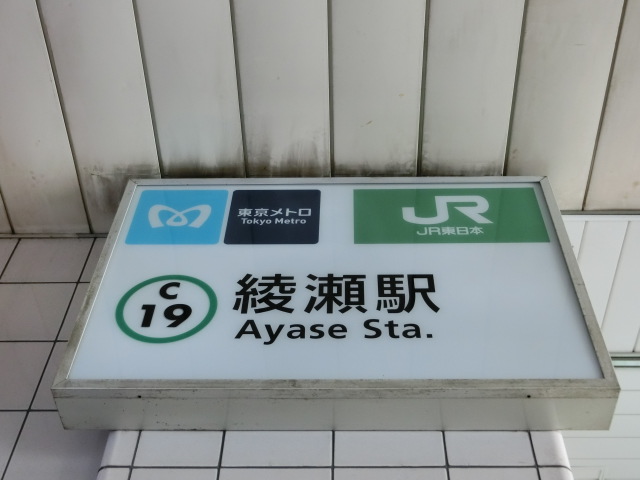 東京メトロ
Tokyo Metro
JR
JR東日本
C
19
綾瀬駅
Ayase Sta.